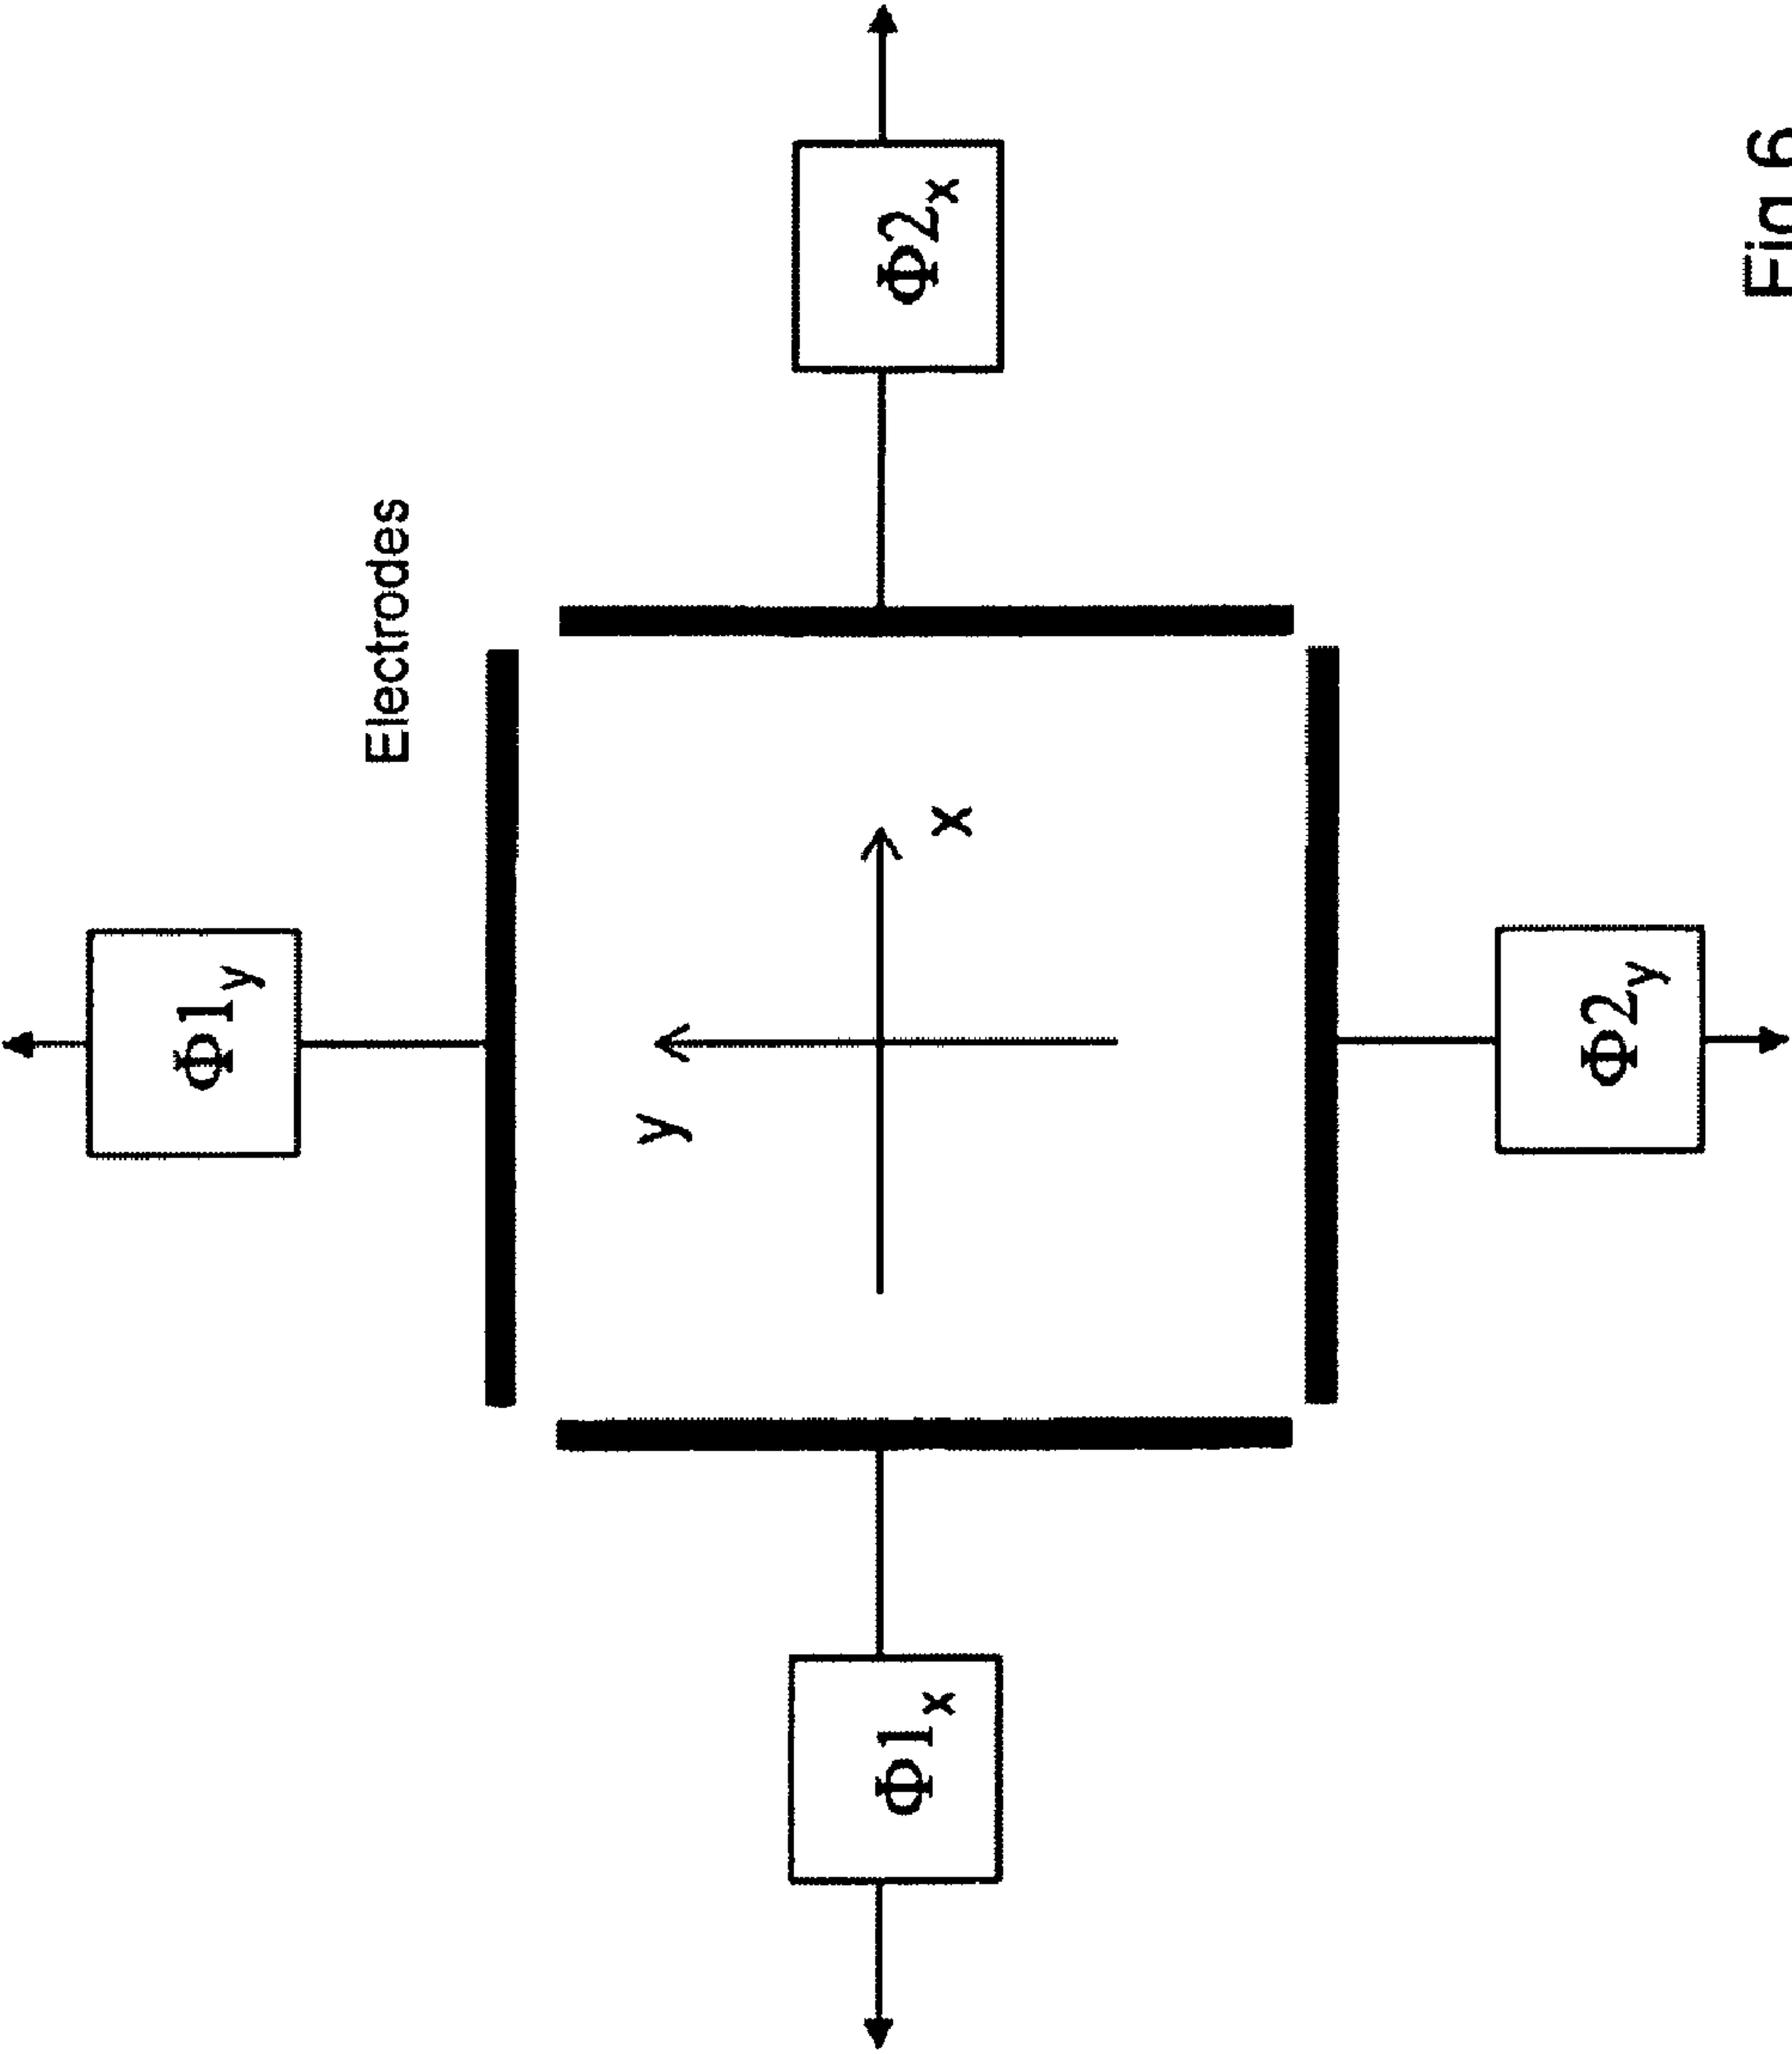 Φ1y
Electrodes
y
Φ1x
x
Φ2x
Φ2y
Fig 6